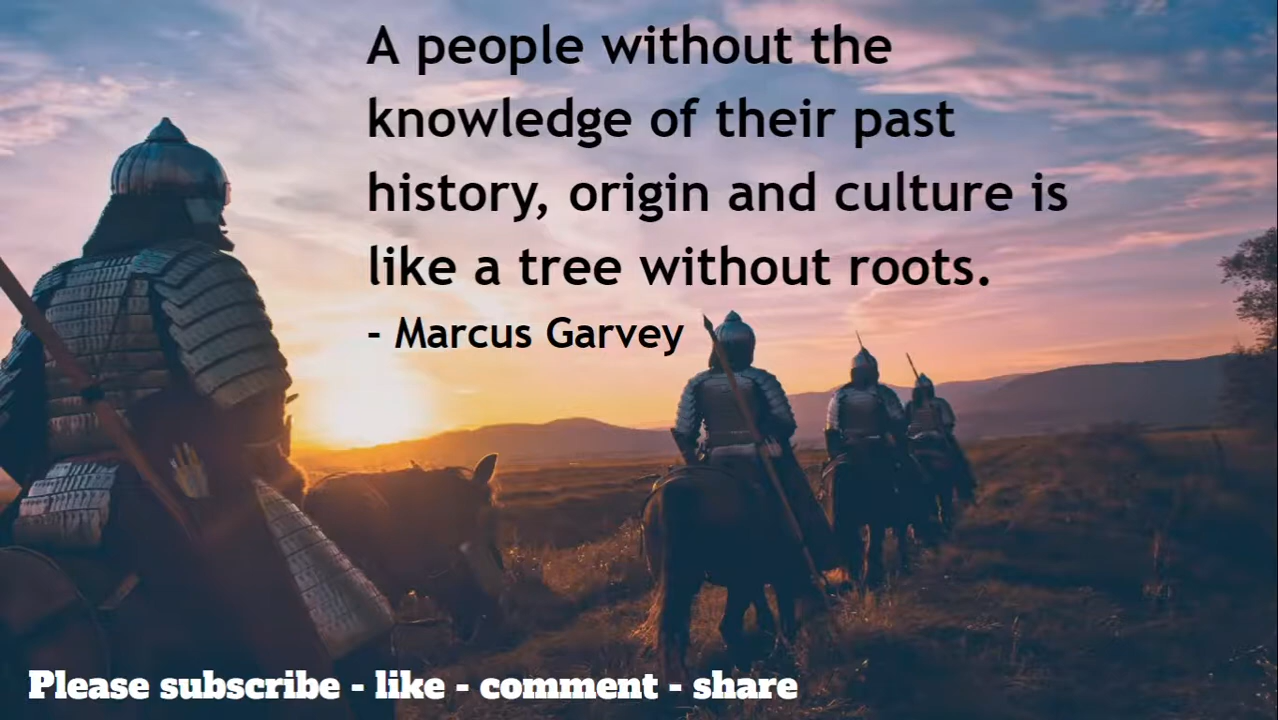 A people without the
knowledge of their past
history, origin and culture is
like a tree without roots.
- Marcus Garvey
Please subscribe - like - comment - share